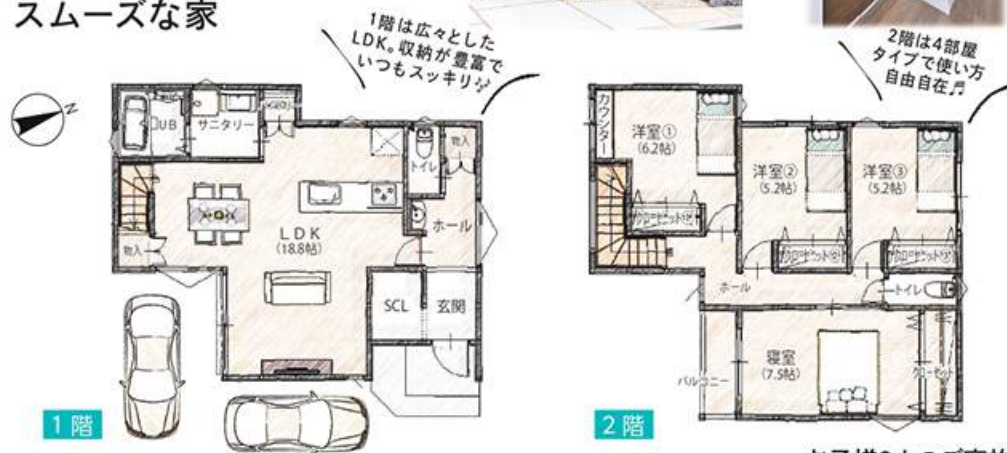 スムーズな家
1階は広々とした
LDK。収納が豊富で
いつもスッキリ♪
2階は4部屋
タイプで使い方
自由自在♬
N
UB
サニタリー
トイレ
物入
ホール
LDK
(18.8帖)
物入
SCL
玄関
1階
カウンター
洋室①
(6.2帖)
洋室②
(5.2帖)
洋室③
(5.2帖)
クローゼット
クローゼット
クローゼット
ホール
トイレ
寝室
(7.5帖)
クローゼット
バルコニー
2階